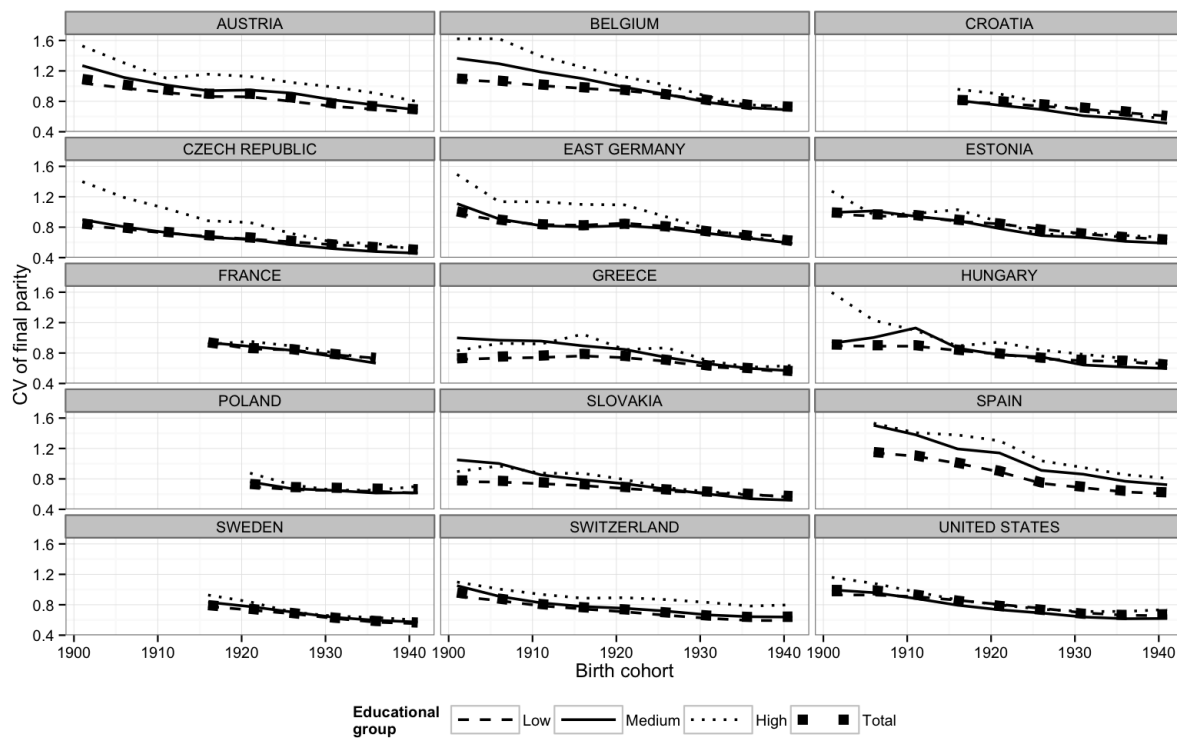 AUSTRIA BELGIUM CROATIA
1.6
1.2
0.8
0.4
CZECH REPUBLIC EAST GERMANY ESTONIA
1.6
1.2
0.8
0.4
FRANCE GREECE HUNGARY
1.6
1.2
0.8
0.4
POLAND SLOVAKIA SPAIN
1.6
1.2
0.8
0.4
SWEDEN SWITZERLAND UNITED STATES
1.6
1.2
0.8
0.4
CV of final parity
1900 1910 1920 1930 1940 1900 1910 1920 1930 1940 1900 1910 1920 1930 1940
Birth cohort
Educational
group
Low Medium High Total